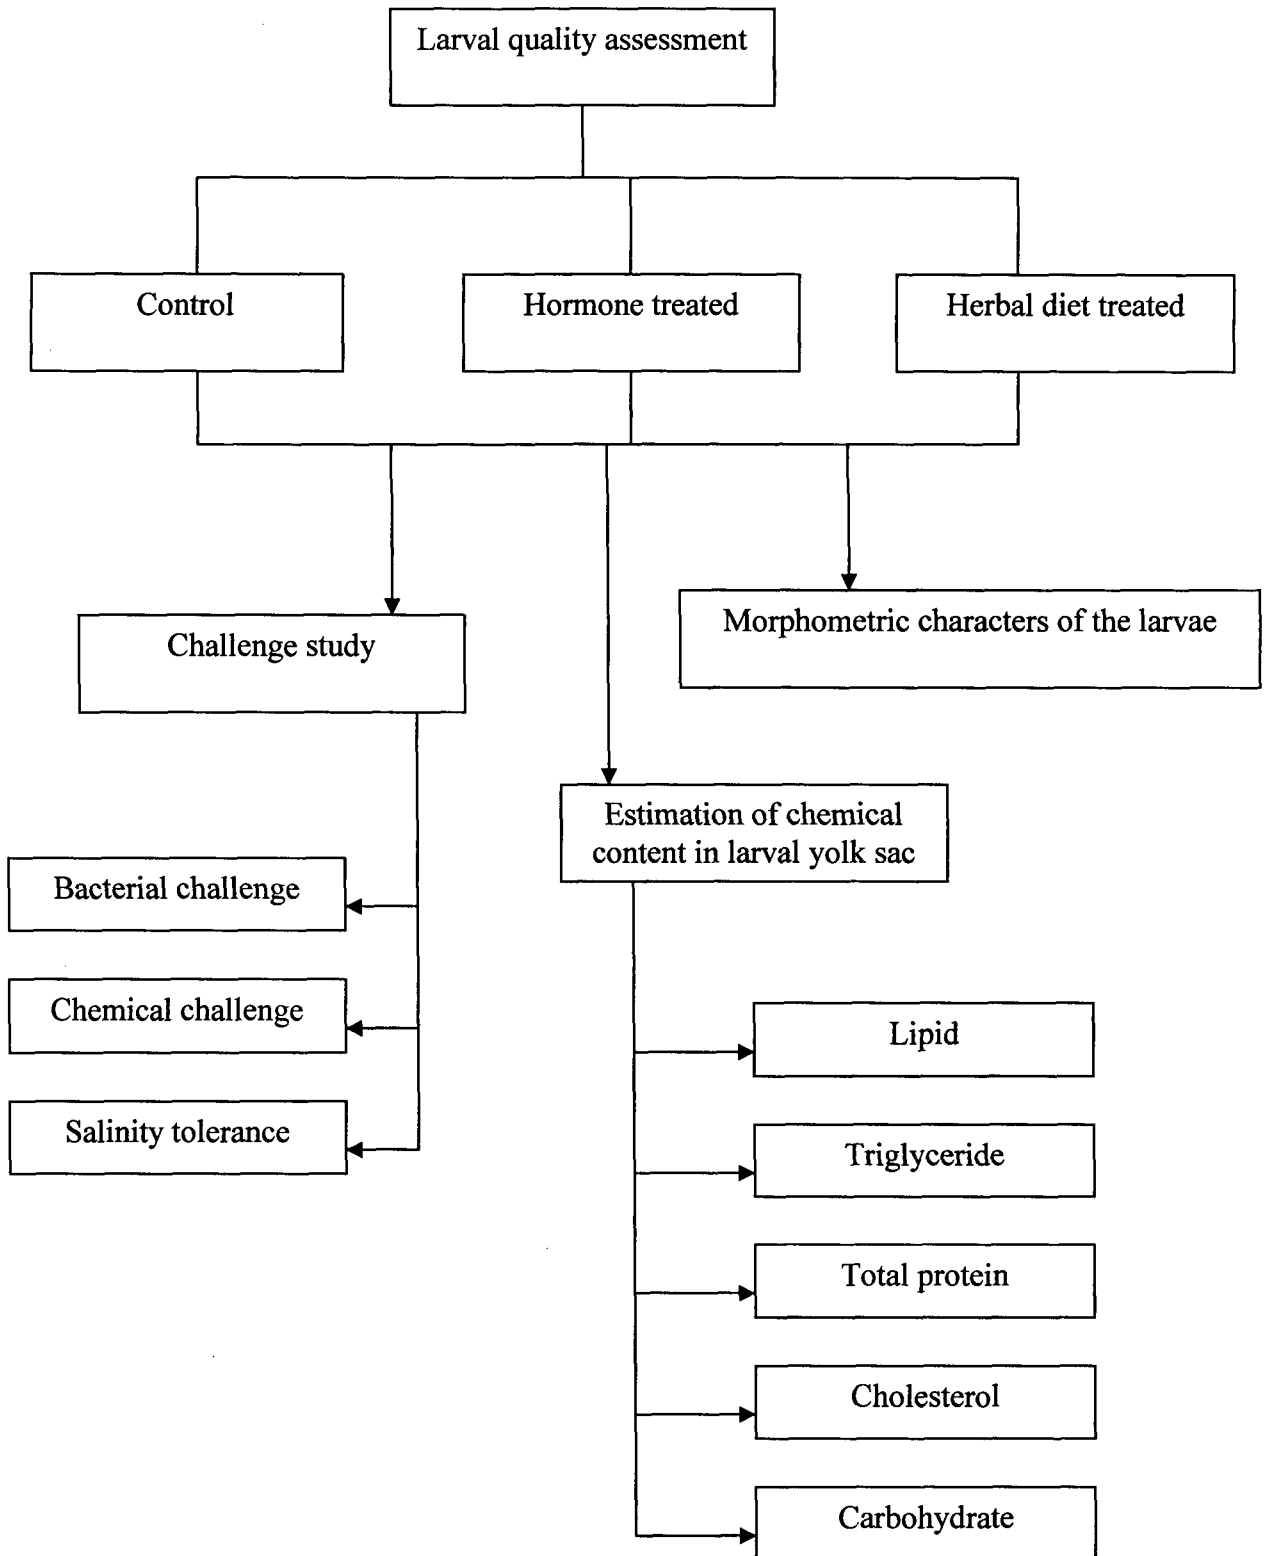 Larval quality assessment
Control
Hormone treated
Herbal diet treated
Challenge study
Morphometric characters of the larvae
Estimation of chemical
content in larval yolk sac
Bacterial challenge
Chemical challenge
Salinity tolerance
Lipid
Triglyceride
Total protein
Cholesterol
Carbohydrate